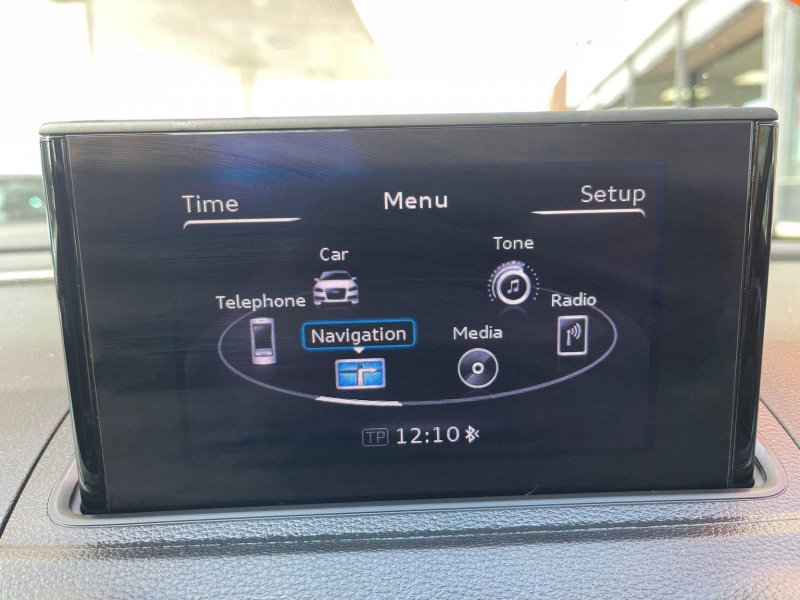 Time
Menu
Setup
Car
Tone
Telephone
Radio
Navigation
Media
TP 12:10